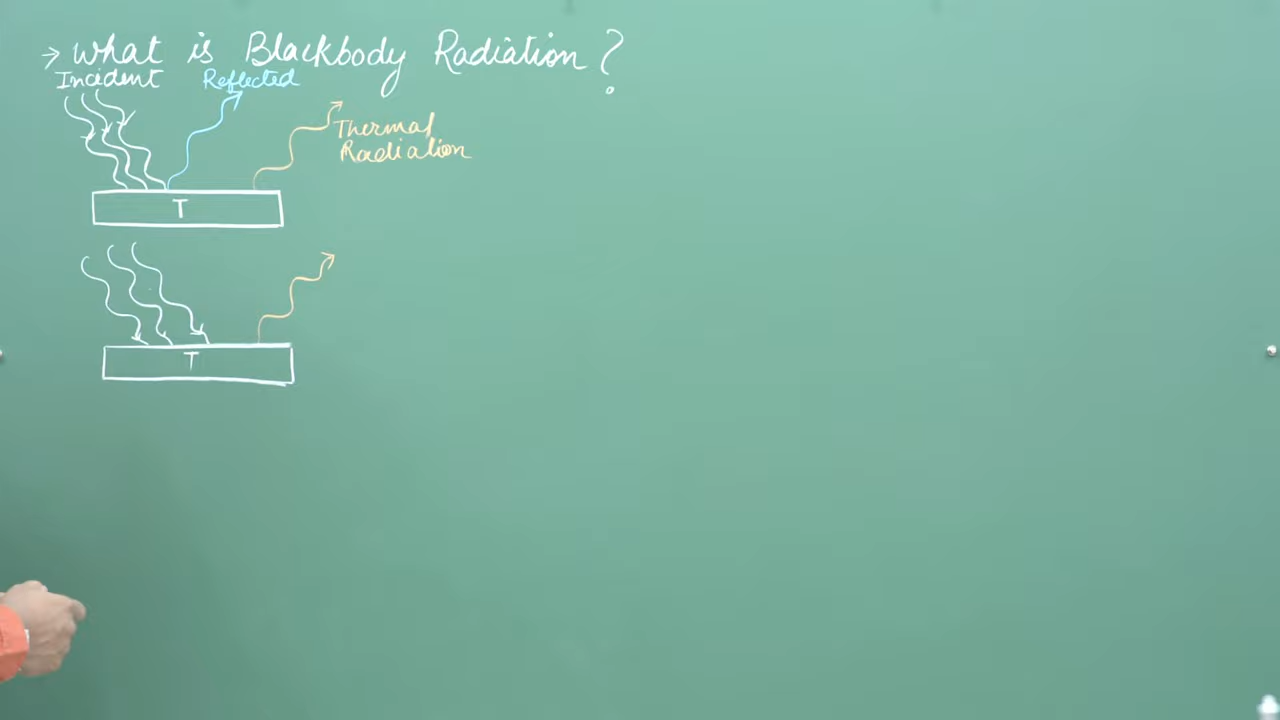 → What is Blackbody Radiation?
Incident Reflected
Thermal
Radiation
T
T